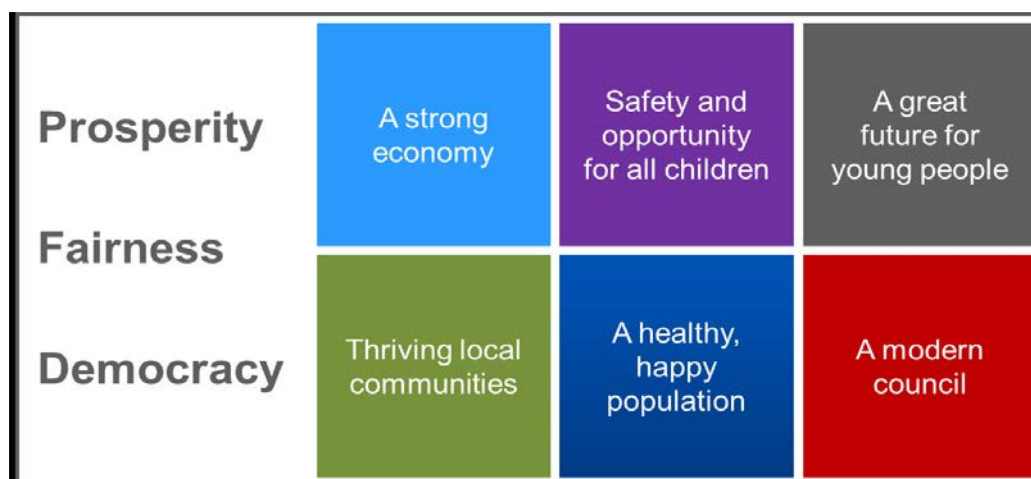 Prosperity
Fairness
Democracy
A strong
economy
Safety and
opportunity
for all children
A great
future for
young people
Thriving local
communities
A healthy,
happy
population
A modern
council